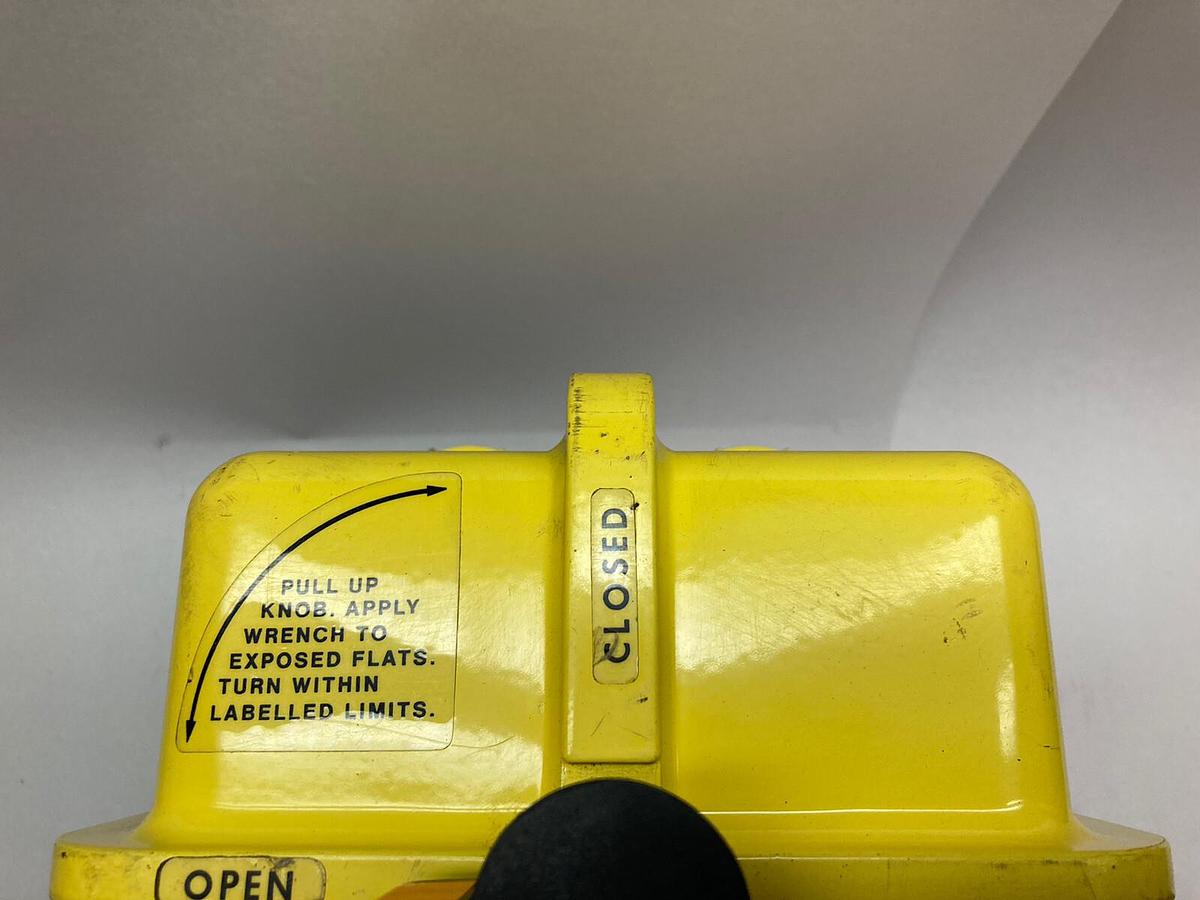 PULL UP
KNOB. APPLY
WRENCH TO
EXPOSED FLATS.
TURN WITHIN
LABELLED LIMITS.
CLOSED
OPEN